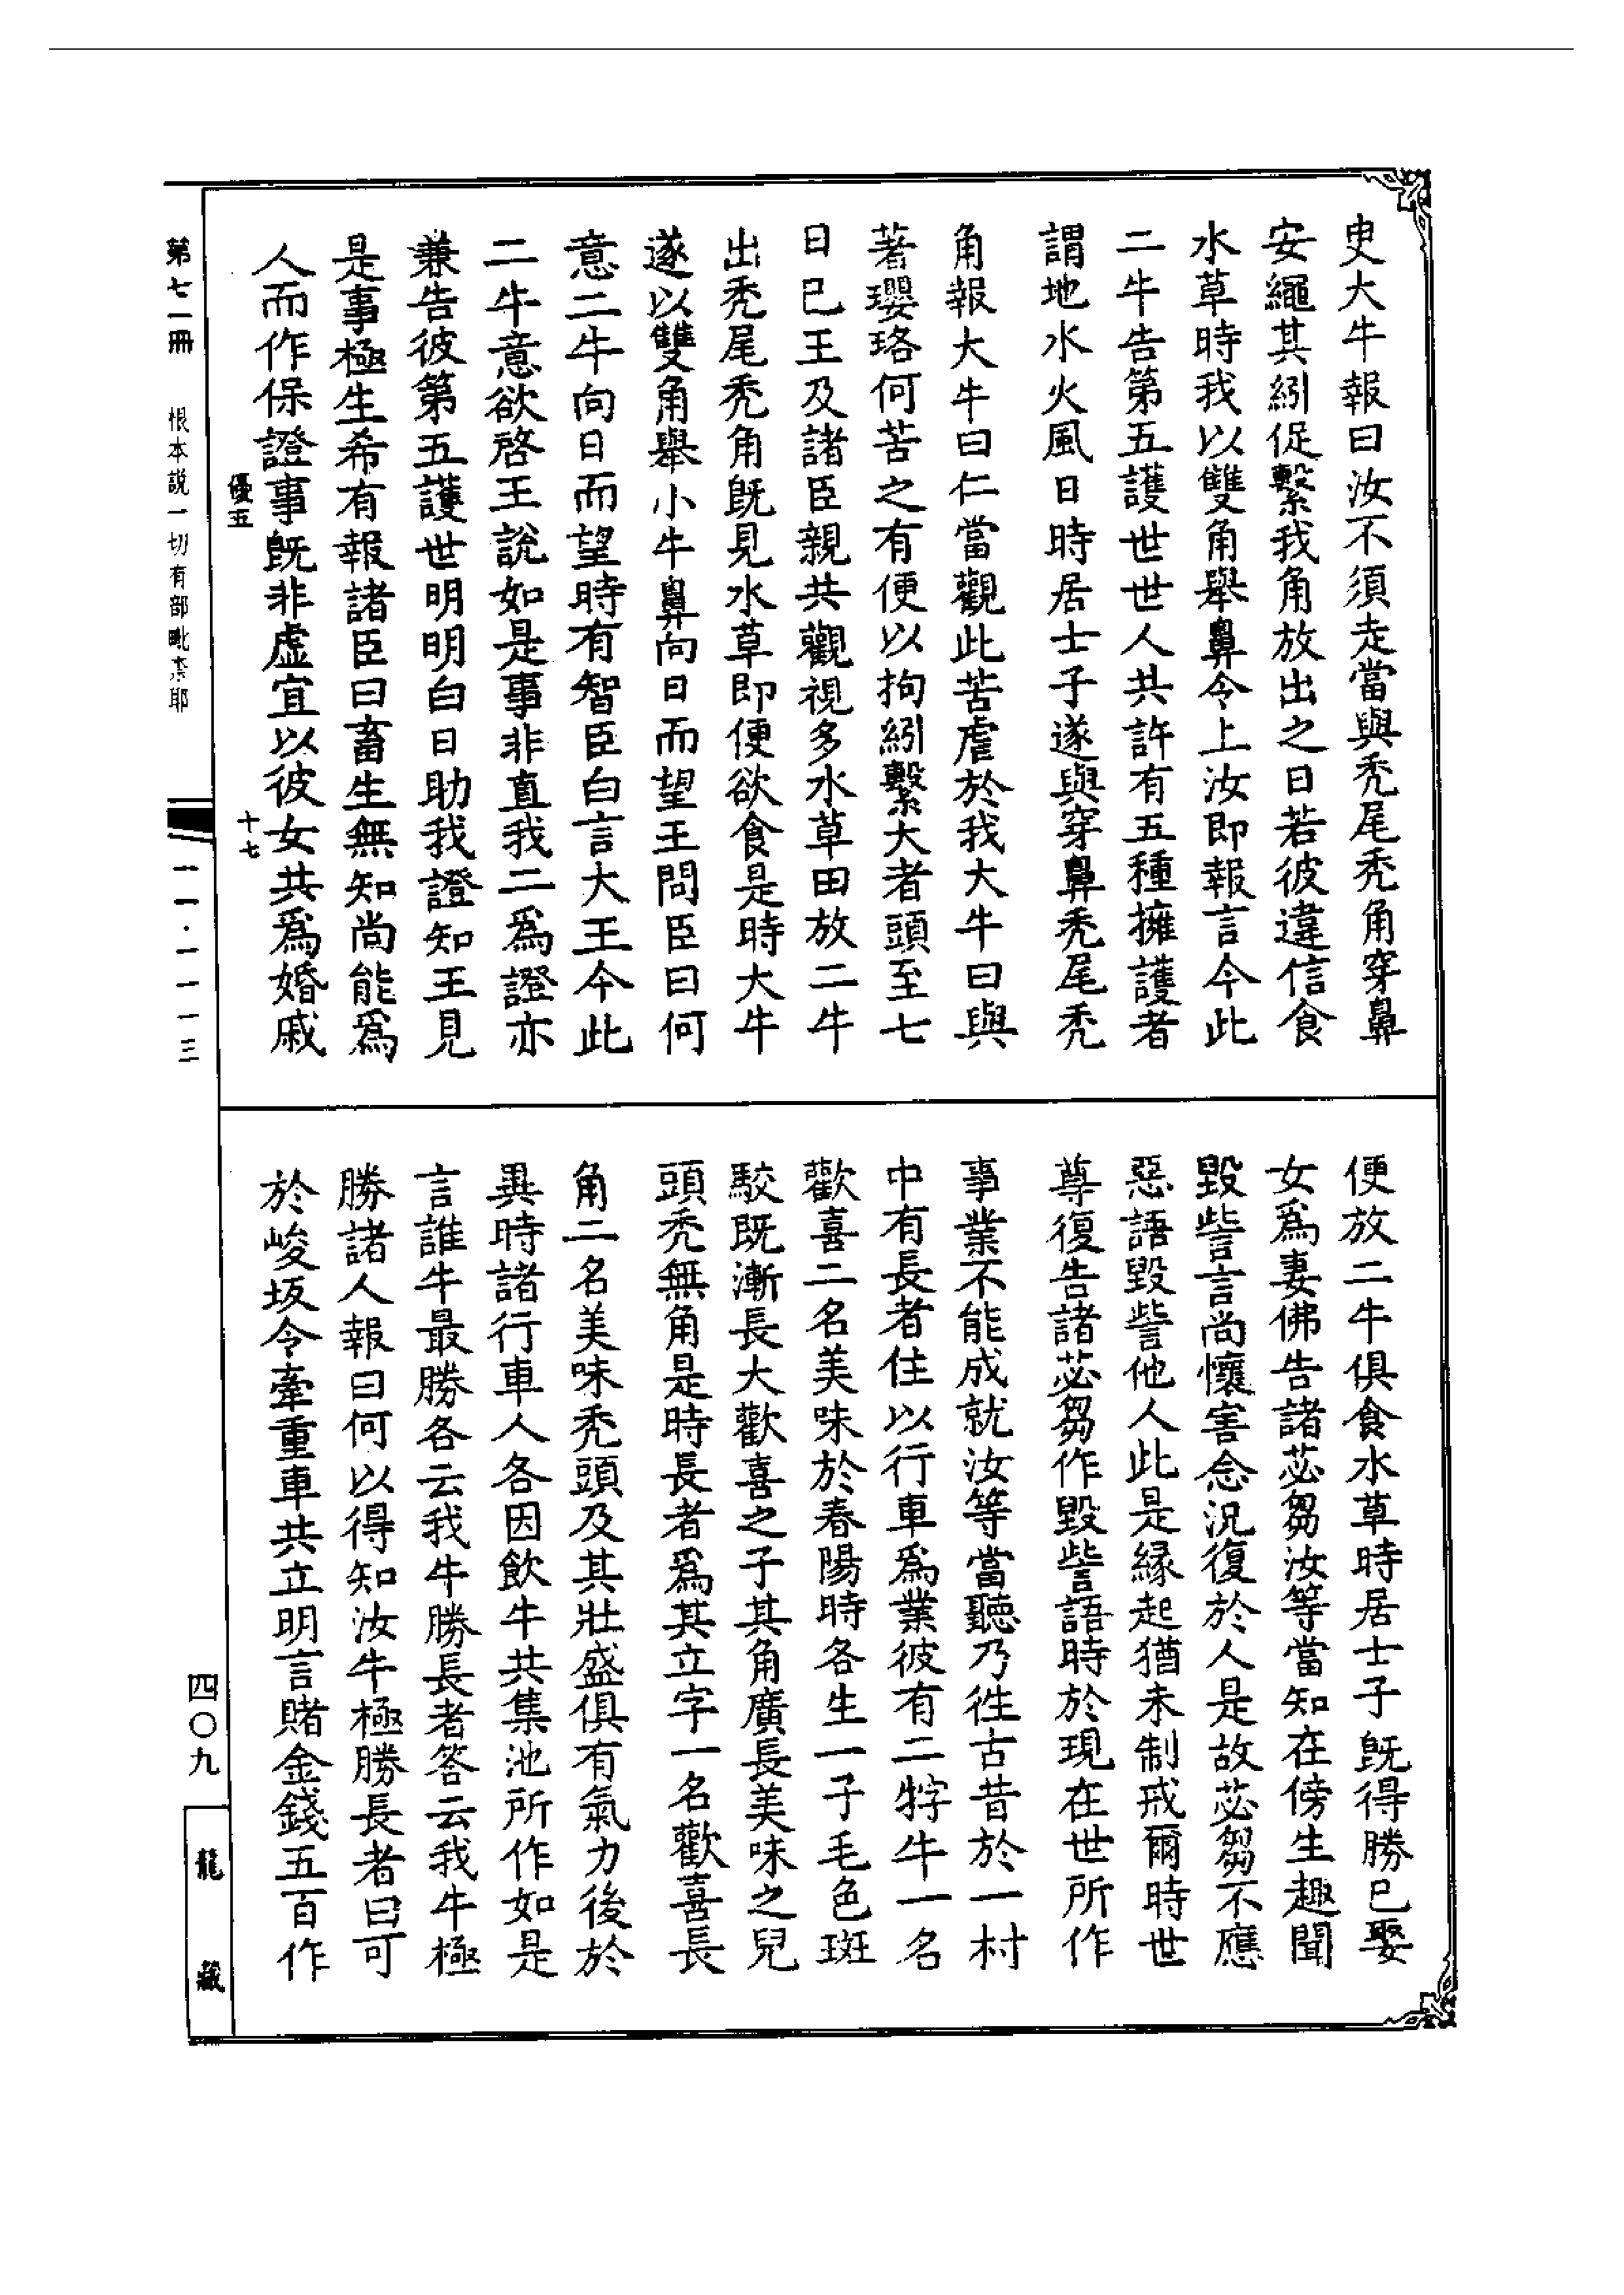 史大牛報曰汝不須走當與禿尾禿角穿鼻
安繩其紖促繫我角放出之日若彼違信食
水草時我以雙角舉鼻令上汝即報言今此
二牛告第五護世世人共許有五種擁護者
謂地水火風日時居士子遂與穿鼻禿尾禿
角報大牛曰仁當觀此苦虐於我大牛曰與
著瓔珞何苦之有便以拘紖繫大者頭至七
日已王及諸臣親共觀視多水草田放二牛
出禿尾禿角既見水草即便欲食是時大牛
遂以雙角舉小牛鼻向日而望王問臣曰何
意二牛向日而望時有智臣白言大王今此
二牛意欲啓王說如是事非直我二爲證亦
兼告彼第五護世明明白日助我證知王見
是事極生希有報諸臣曰畜生無知尚能爲
人而作保證事既非虛宜以彼女共爲婚戚
便放二牛俱食水草時居士子既得勝已娶
女爲妻佛告諸苾芻汝等當知在傍生趣聞
毀訾言尚懷害念況復於人是故苾芻不應
惡語毀訾他人此是緣起猶未制戒爾時世
尊復告諸苾芻作毀訾語時於現在世所作
事業不能成就汝等當聽乃往古昔於一村
中有長者住以行車爲業彼有二牸牛一名
歡喜二名美味於春陽時各生一子毛色斑
駮既漸長大歡喜之子其角廣長美味之兒
頭禿無角是時長者爲其立字一名歡喜長
角二名美味禿頭及其壯盛俱有氣力後於
異時諸行車人各因飲牛共集池所作如是
言誰牛最勝各云我牛勝長者答云我牛極
勝諸人報曰何以得知汝牛極勝長者曰可
於峻坂令牽重車共立明言賭金錢五百作
優五
十七
第七一冊
根本說一切有部毗柰耶
一一·一一一三
四〇九
龍藏